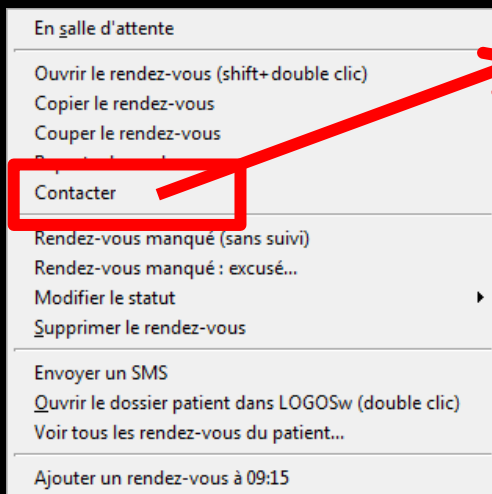 En salle d'attente
Ouvrir le rendez-vous (shift+double clic)
Copier le rendez-vous
Couper le rendez-vous
Contacter
Rendez-vous manqué (sans suivi)
Rendez-vous manqué : excusé...
Modifier le statut
Supprimer le rendez-vous
Envoyer un SMS
Ouvrir le dossier patient dans LOGOSw (double clic)
Voir tous les rendez-vous du patient...
Ajouter un rendez-vous à 09:15